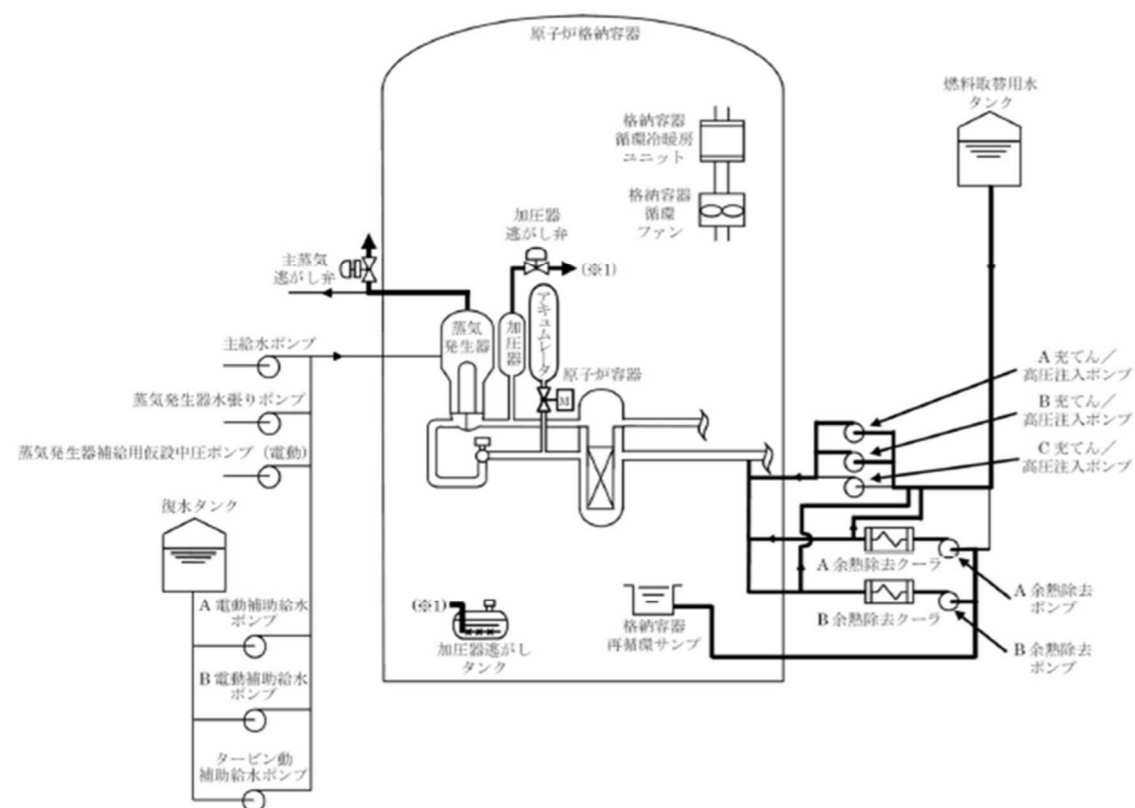 原子炉格納容器
燃料取替用水
タンク
格納容器
循環冷暖房
ユニット
格納容器
循環
ファン
加圧器
逃がし弁
(※1)
主蒸気
逃がし弁
アキュムレータ
蒸気
発生器
加圧器
主給水ポンプ
原子炉容器
M
A充てん/
高圧注入ポンプ
B充てん/
高圧注入ポンプ
C充てん/
高圧注入ポンプ
蒸気発生器水張りポンプ
蒸気発生器補給用仮設中圧ポンプ(電動)
復水タンク
A余熱除去クーラ
A余熱除去
ポンプ
B余熱除去クーラ
B余熱除去
ポンプ
(※1)
加圧器逃がし
タンク
格納容器
再循環サンプ
A電動補助給水
ポンプ
B電動補助給水
ポンプ
タービン動
補助給水ポンプ